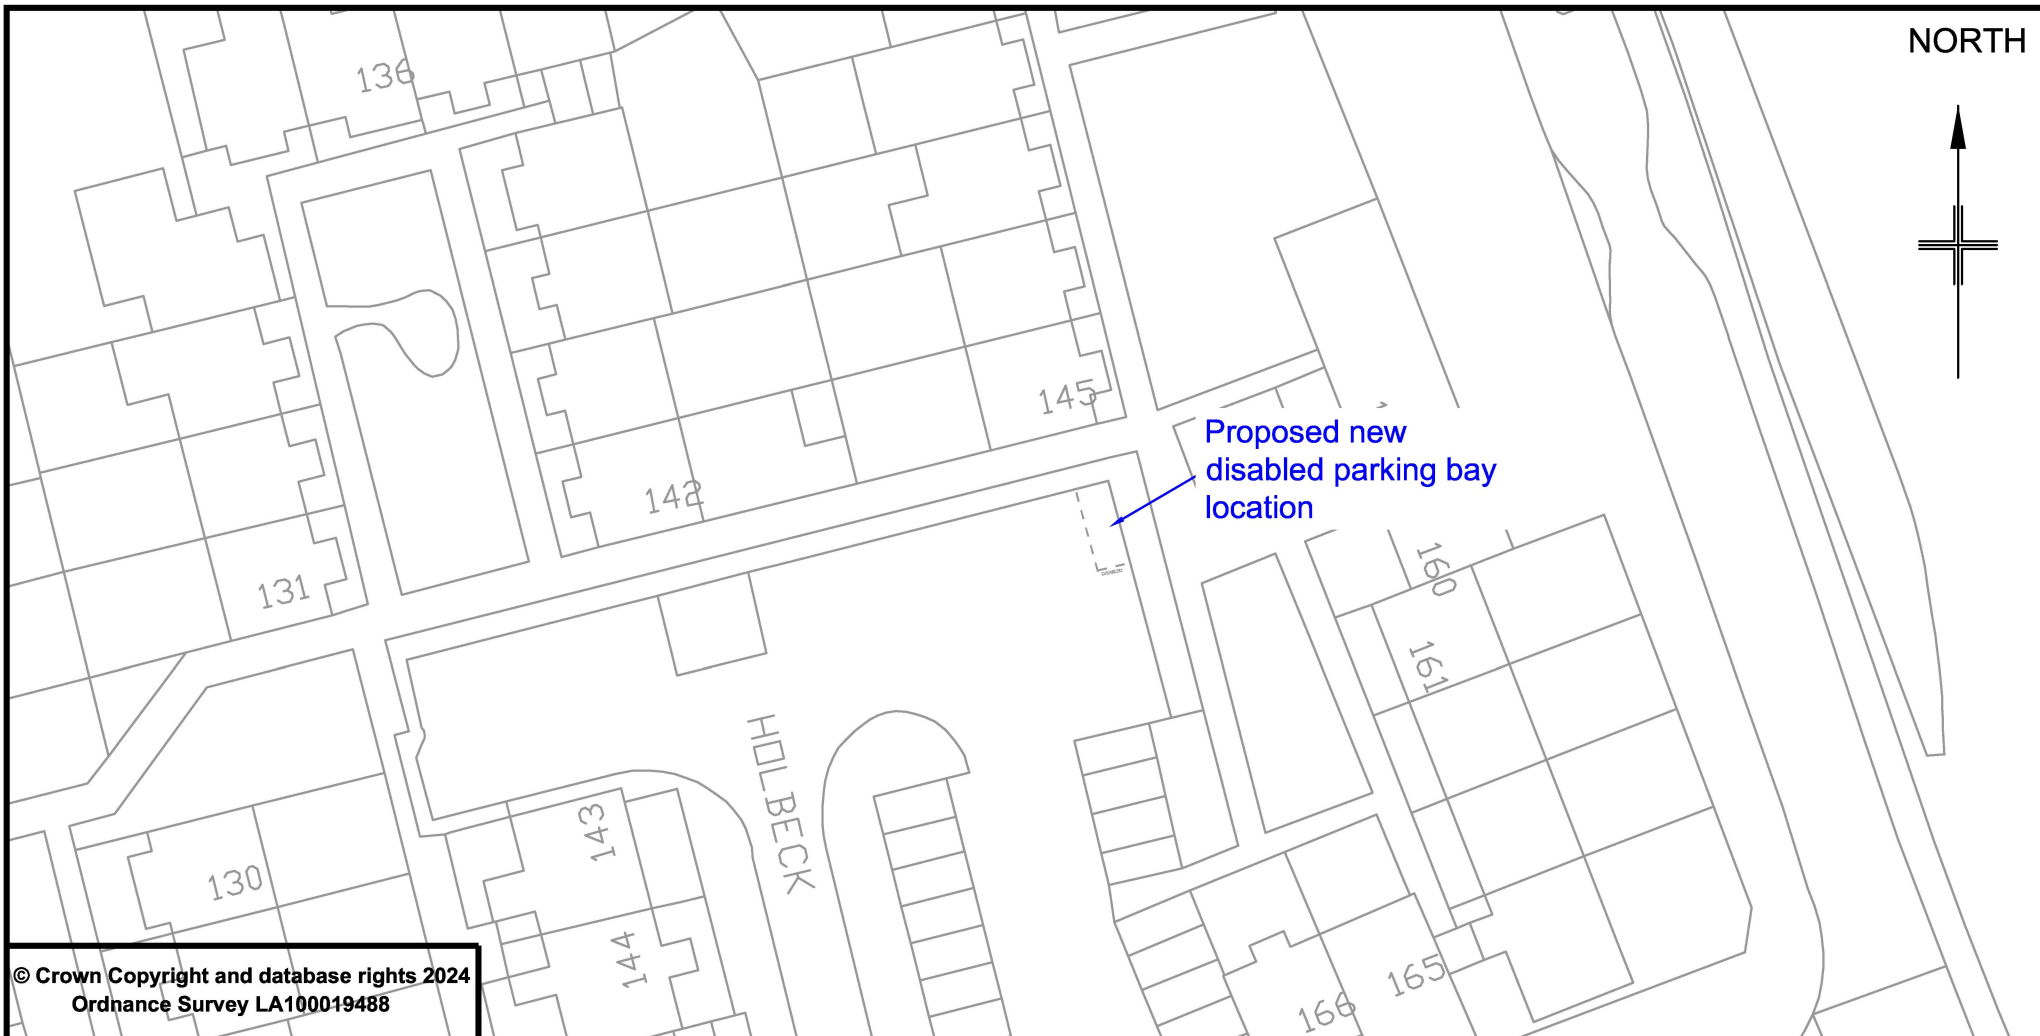 NORTH
136
145
Proposed new
disabled parking bay
location
142
131
160
161
HOLBECK
143
130
144
165
166
© Crown Copyright and database rights 2024
Ordnance Survey LA100019488